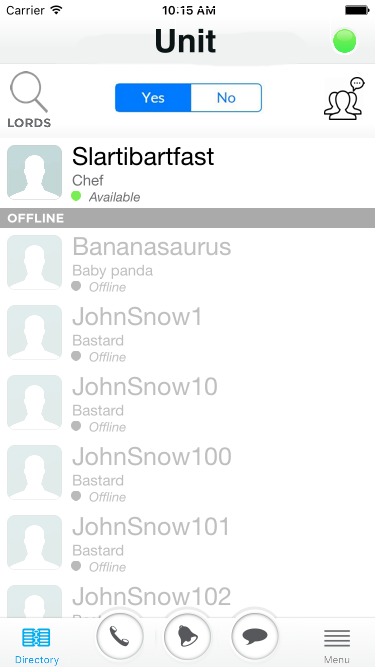 Carrier 10:15 AM
Unit
LORDS
Yes No
Slartibartfast
Chef
Available
OFFLINE
Bananasaurus
Baby panda
Offline
JohnSnow1
Bastard
Offline
JohnSnow10
Bastard
Offline
JohnSnow100
Bastard
Offline
JohnSnow101
Bastard
Offline
JohnSnow102
Directory Menu